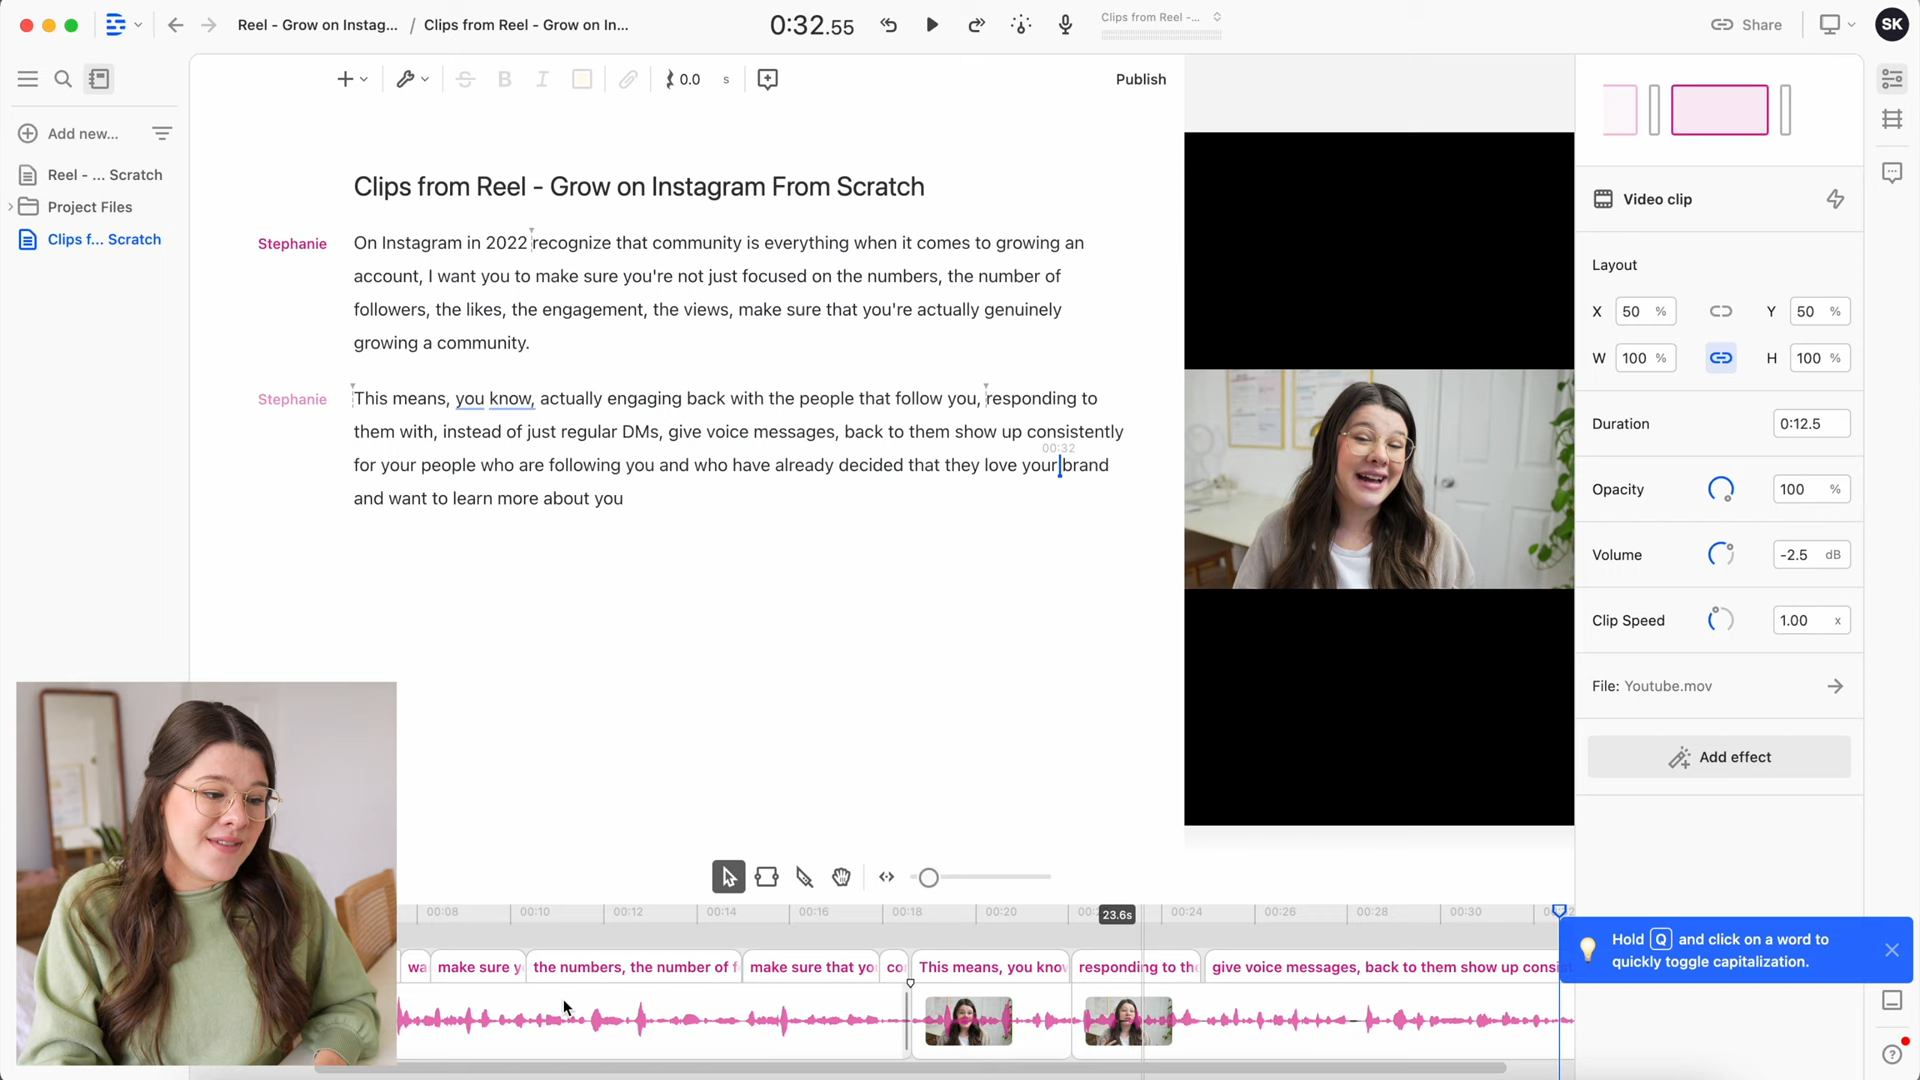 Reel - Grow on Instag... / Clips from Reel - Grow on In...
0:32.55
Clips from Reel -...
Share
SK
B I
0.0 s
Publish
Add new...
Reel - ... Scratch
Project Files
Clips f... Scratch
Clips from Reel - Grow on Instagram From Scratch
Stephanie
On Instagram in 2022 recognize that community is everything when it comes to growing an
account, I want you to make sure you're not just focused on the numbers, the number of
followers, the likes, the engagement, the views, make sure that you're actually genuinely
growing a community.
Stephanie
This means, you know, actually engaging back with the people that follow you, responding to
them with, instead of just regular DMs, give voice messages, back to them show up consistently
00:32
for your people who are following you and who have already decided that they love your brand
and want to learn more about you
Video clip
Layout
X 50 % Y 50 %
W 100 % H 100 %
Duration 0:12.5
Opacity 100 %
Volume -2.5 dB
Clip Speed 1.00 x
File: Youtube.mov
Add effect
00:08 00:10 00:12 00:14 00:16 00:18 00:20 23.6s 00:24 00:26 00:28 00:30
wa make sure y the numbers, the number of f make sure that yo co This means, you kno responding to the give voice messages, back to them show up consist
Hold Q and click on a word to
quickly toggle capitalization.